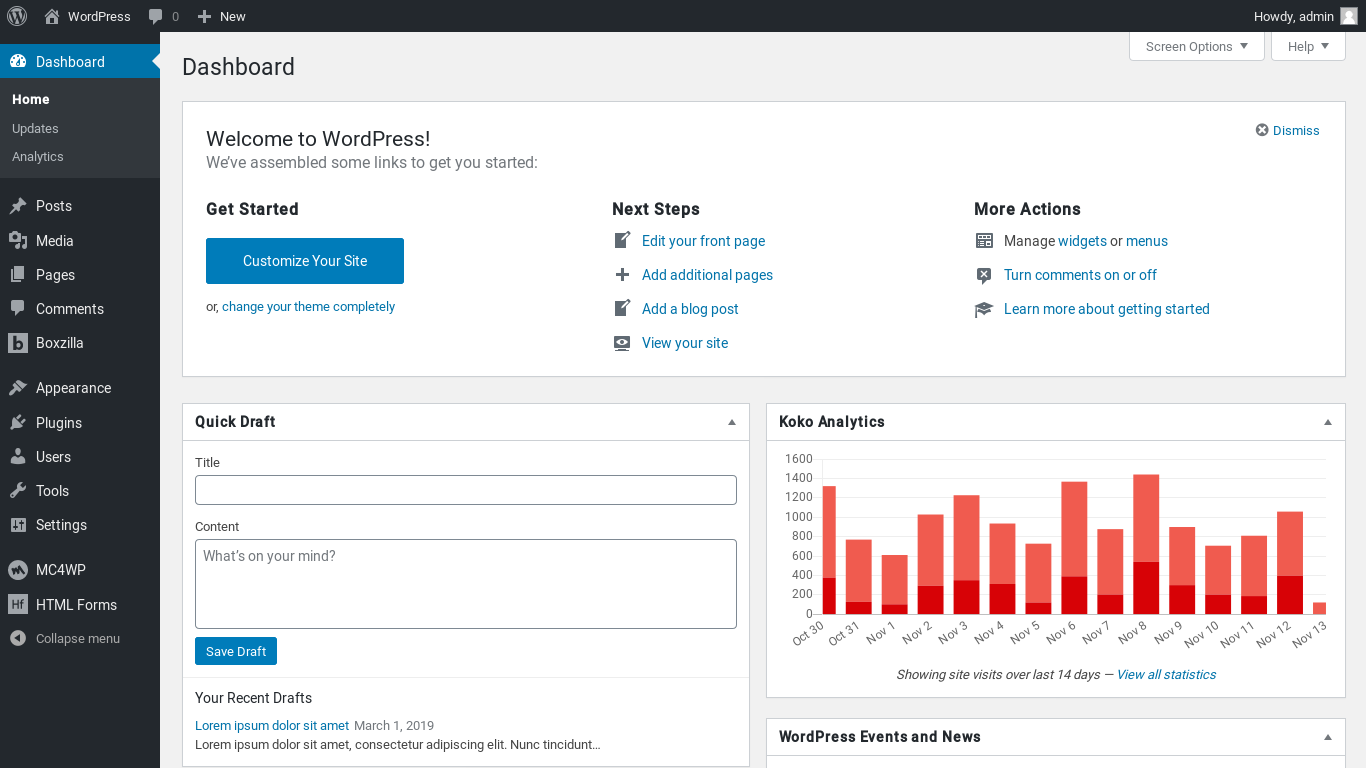 WordPress
0
New
Howdy, admin
Dashboard
Home
Updates
Analytics
Posts
Media
Pages
Comments
Boxzilla
Appearance
Plugins
Users
Tools
Settings
MC4WP
Hf HTML Forms
Collapse menu
Screen Options
Help
Dashboard
Welcome to WordPress!
Dismiss
We've assembled some links to get you started:
Get Started
Customize Your Site
or, change your theme completely
Next Steps
Edit your front page
Add additional pages
Add a blog post
View your site
More Actions
Manage widgets or menus
Turn comments on or off
Learn more about getting started
Quick Draft
Title
Content
What's on your mind?
Save Draft
Your Recent Drafts
Lorem ipsum dolor sit amet March 1, 2019
Lorem ipsum dolor sit amet, consectetur adipiscing elit. Nunc tincidunt…
Koko Analytics
1600
1400
1200
1000
800
600
400
200
0
Oct 30 Oct 31 Nov 1 Nov 2 Nov 3 Nov 4 Nov 5 Nov 6 Nov 7 Nov 8 Nov 9 Nov 10 Nov 11 Nov 12 Nov 13
Showing site visits over last 14 days — View all statistics
WordPress Events and News